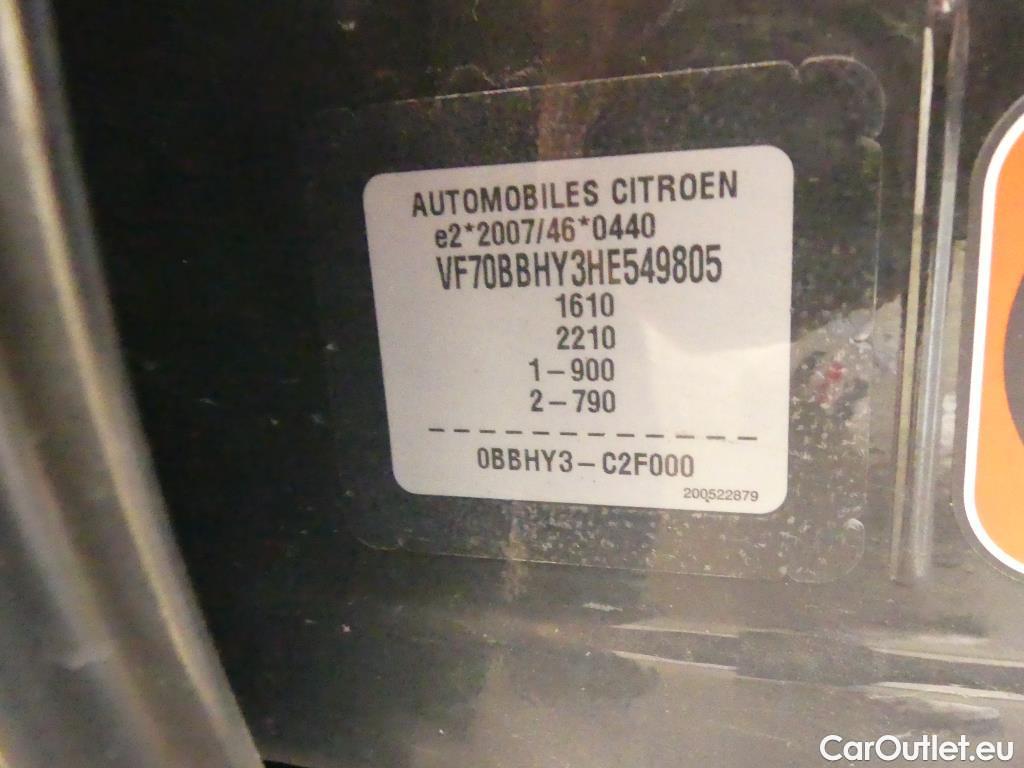 AUTOMOBILES CITROEN
e2*2007/46*0440
VF70BBHY3HE549805
1610
2210
1-900
2-790
0BBHY3-C2F000
200522879
CarOutlet.eu